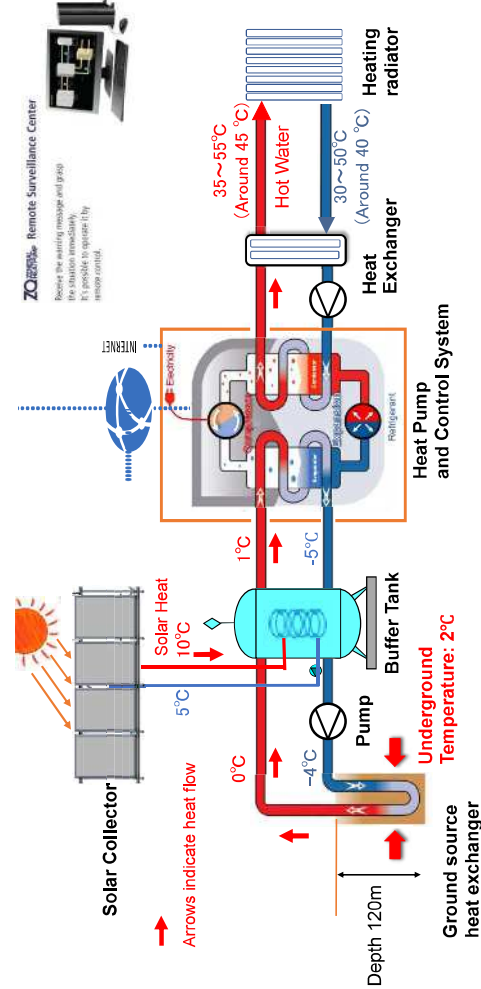 Solar Collector
Arrows indicate heat flow
Solar Heat
10℃
5℃
0℃
-4℃
1℃
-5℃
Depth 120m
Ground source
heat exchanger
Underground
Temperature: 2℃
Pump
Buffer Tank
INTERNET
Electricity
Refrigerant
Heat Pump
and Control System
Heat
Exchanger
35～55℃
(Around 45 ℃)
Hot Water
30～50℃
(Around 40 ℃)
Heating
radiator
ZQ
Remote Surveillance Center
Receive the warning message and grasp
the situation immediately.
It's possible to operate it by
remote control.